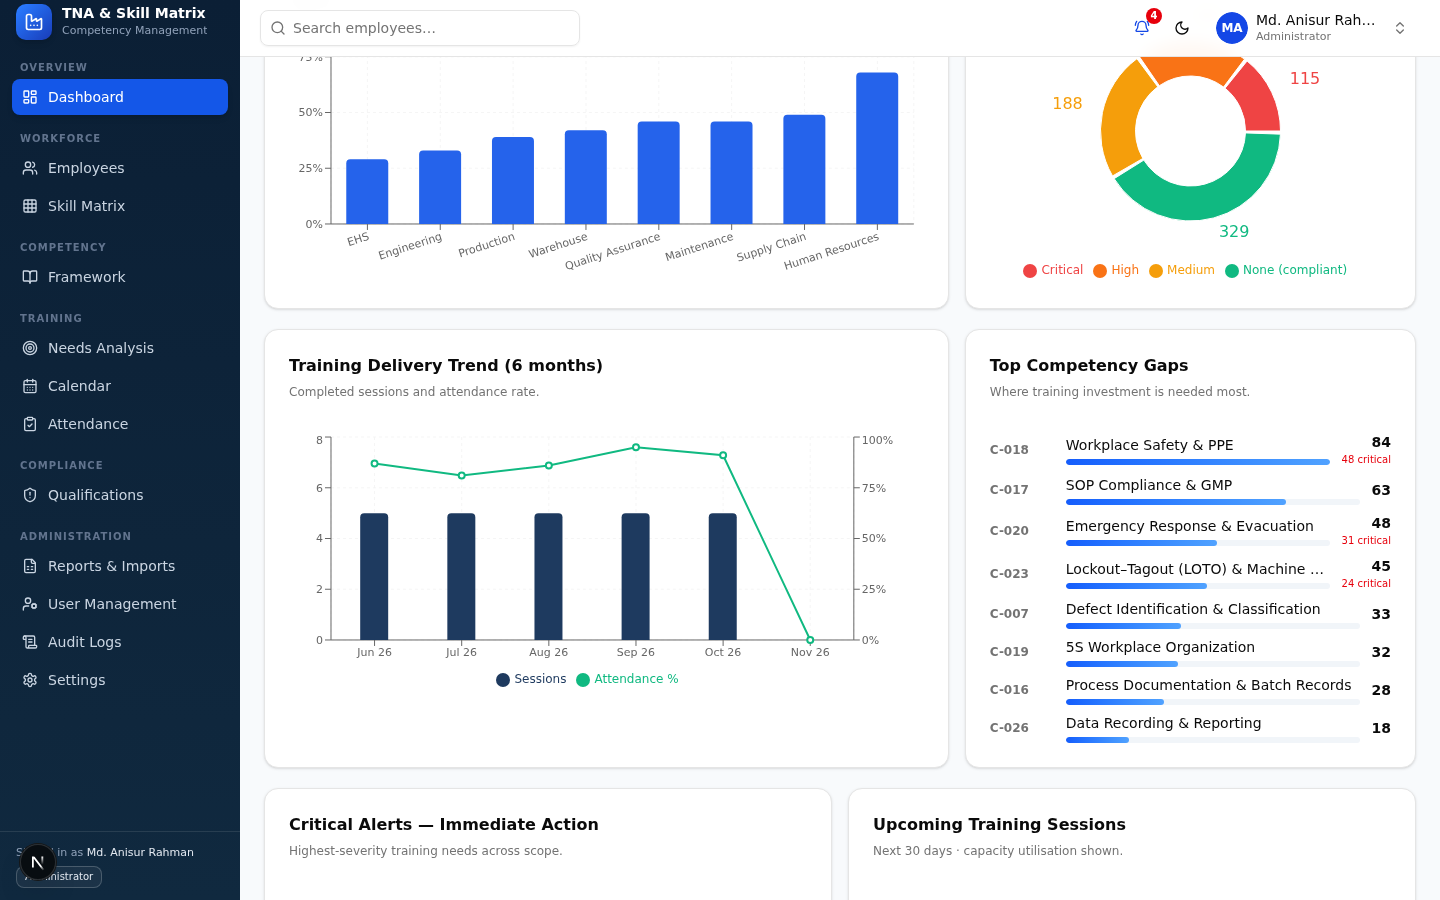 TNA & Skill Matrix
Competency Management
OVERVIEW
Dashboard
WORKFORCE
Employees
Skill Matrix
COMPETENCY
Framework
TRAINING
Needs Analysis
Calendar
Attendance
COMPLIANCE
Qualifications
ADMINISTRATION
Reports & Imports
User Management
Audit Logs
Settings
in as Md. Anisur Rahman
N
Search employees...
4
MA
Md. Anisur Rah...
Administrator
75%
50%
25%
0%
EHS
Engineering
Production
Warehouse
Quality Assurance
Maintenance
Supply Chain
Human Resources
115
188
329
Critical
High
Medium
None (compliant)
Training Delivery Trend (6 months)
Completed sessions and attendance rate.
8
6
4
2
0
100%
75%
50%
25%
0%
Jun 26
Jul 26
Aug 26
Sep 26
Oct 26
Nov 26
Sessions
Attendance %
Top Competency Gaps
Where training investment is needed most.
C-018 Workplace Safety & PPE 84
48 critical
C-017 SOP Compliance & GMP 63
C-020 Emergency Response & Evacuation 48
31 critical
C-023 Lockout–Tagout (LOTO) & Machine ... 45
24 critical
C-007 Defect Identification & Classification 33
C-019 5S Workplace Organization 32
C-016 Process Documentation & Batch Records 28
C-026 Data Recording & Reporting 18
Critical Alerts — Immediate Action
Highest-severity training needs across scope.
Upcoming Training Sessions
Next 30 days · capacity utilisation shown.